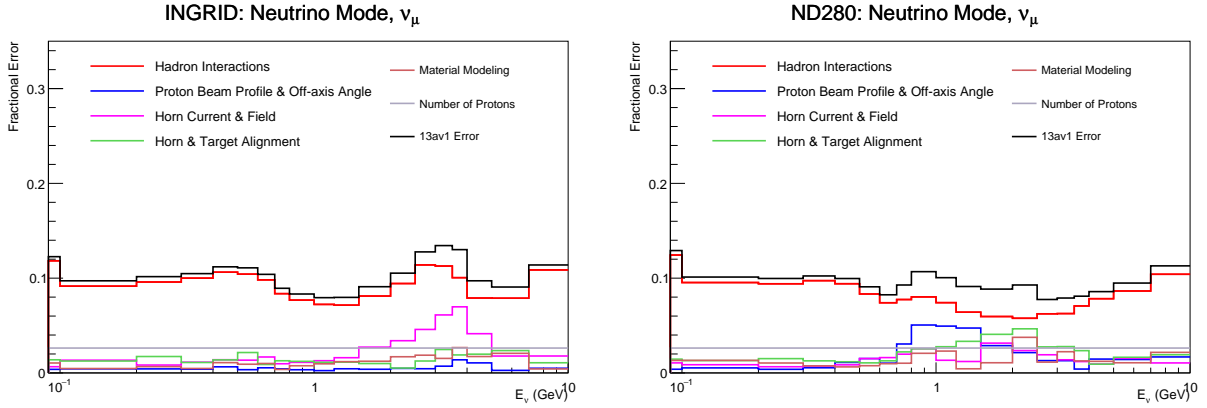 INGRID: Neutrino Mode, νμ
Fractional Error
0.3
0.2
0.1
0
Hadron Interactions
Proton Beam Profile & Off-axis Angle
Horn Current & Field
Horn & Target Alignment
Material Modeling
Number of Protons
13av1 Error
10⁻¹
1
10
Eν (GeV)
ND280: Neutrino Mode, νμ
Fractional Error
0.3
0.2
0.1
0
Hadron Interactions
Proton Beam Profile & Off-axis Angle
Horn Current & Field
Horn & Target Alignment
Material Modeling
Number of Protons
13av1 Error
10⁻¹
1
10
Eν (GeV)